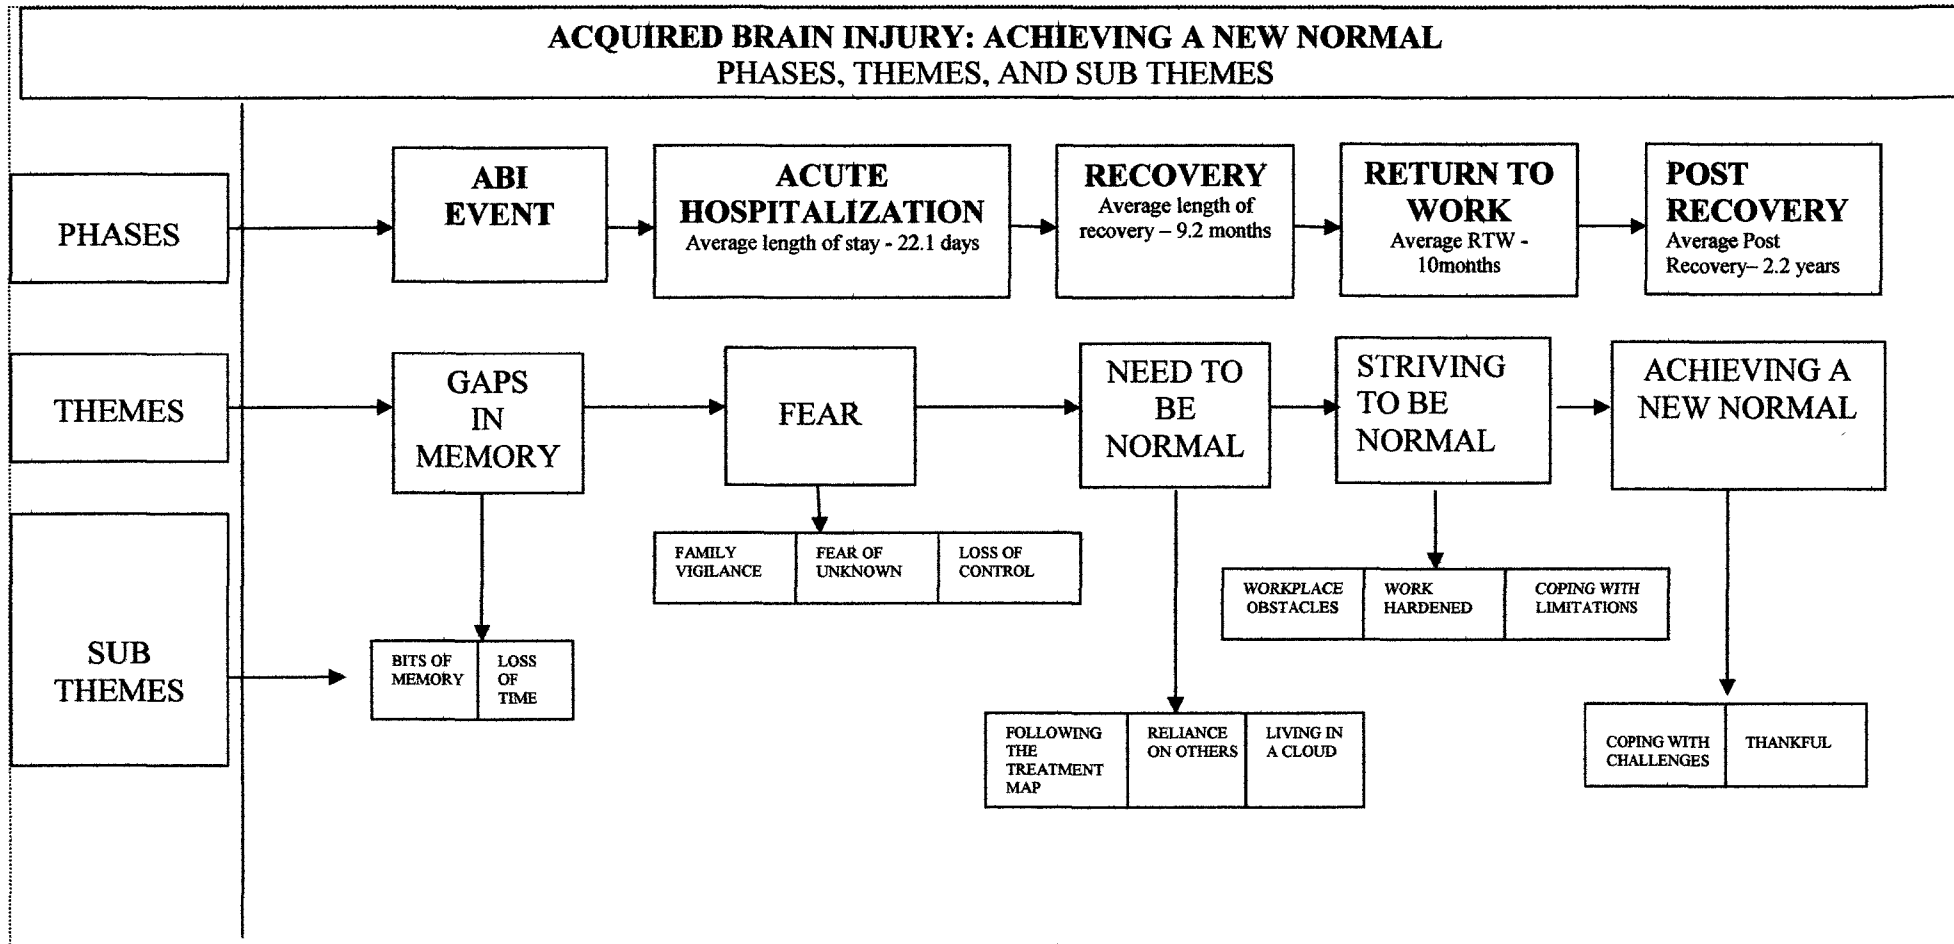 ACQUIRED BRAIN INJURY: ACHIEVING A NEW NORMAL
PHASES, THEMES, AND SUB THEMES
PHASES
ABI
EVENT
ACUTE
HOSPITALIZATION
Average length of stay - 22.1 days
RECOVERY
Average length of
recovery – 9.2 months
RETURN TO
WORK
Average RTW -
10months
POST
RECOVERY
Average Post
Recovery– 2.2 years
THEMES
GAPS
IN
MEMORY
FEAR
NEED TO
BE
NORMAL
STRIVING
TO BE
NORMAL
ACHIEVING A
NEW NORMAL
SUB
THEMES
BITS OF
MEMORY
LOSS
OF
TIME
FAMILY
VIGILANCE
FEAR OF
UNKNOWN
LOSS OF
CONTROL
FOLLOWING
THE
TREATMENT
MAP
RELIANCE
ON OTHERS
LIVING IN
A CLOUD
WORKPLACE
OBSTACLES
WORK
HARDENED
COPING WITH
LIMITATIONS
COPING WITH
CHALLENGES
THANKFUL